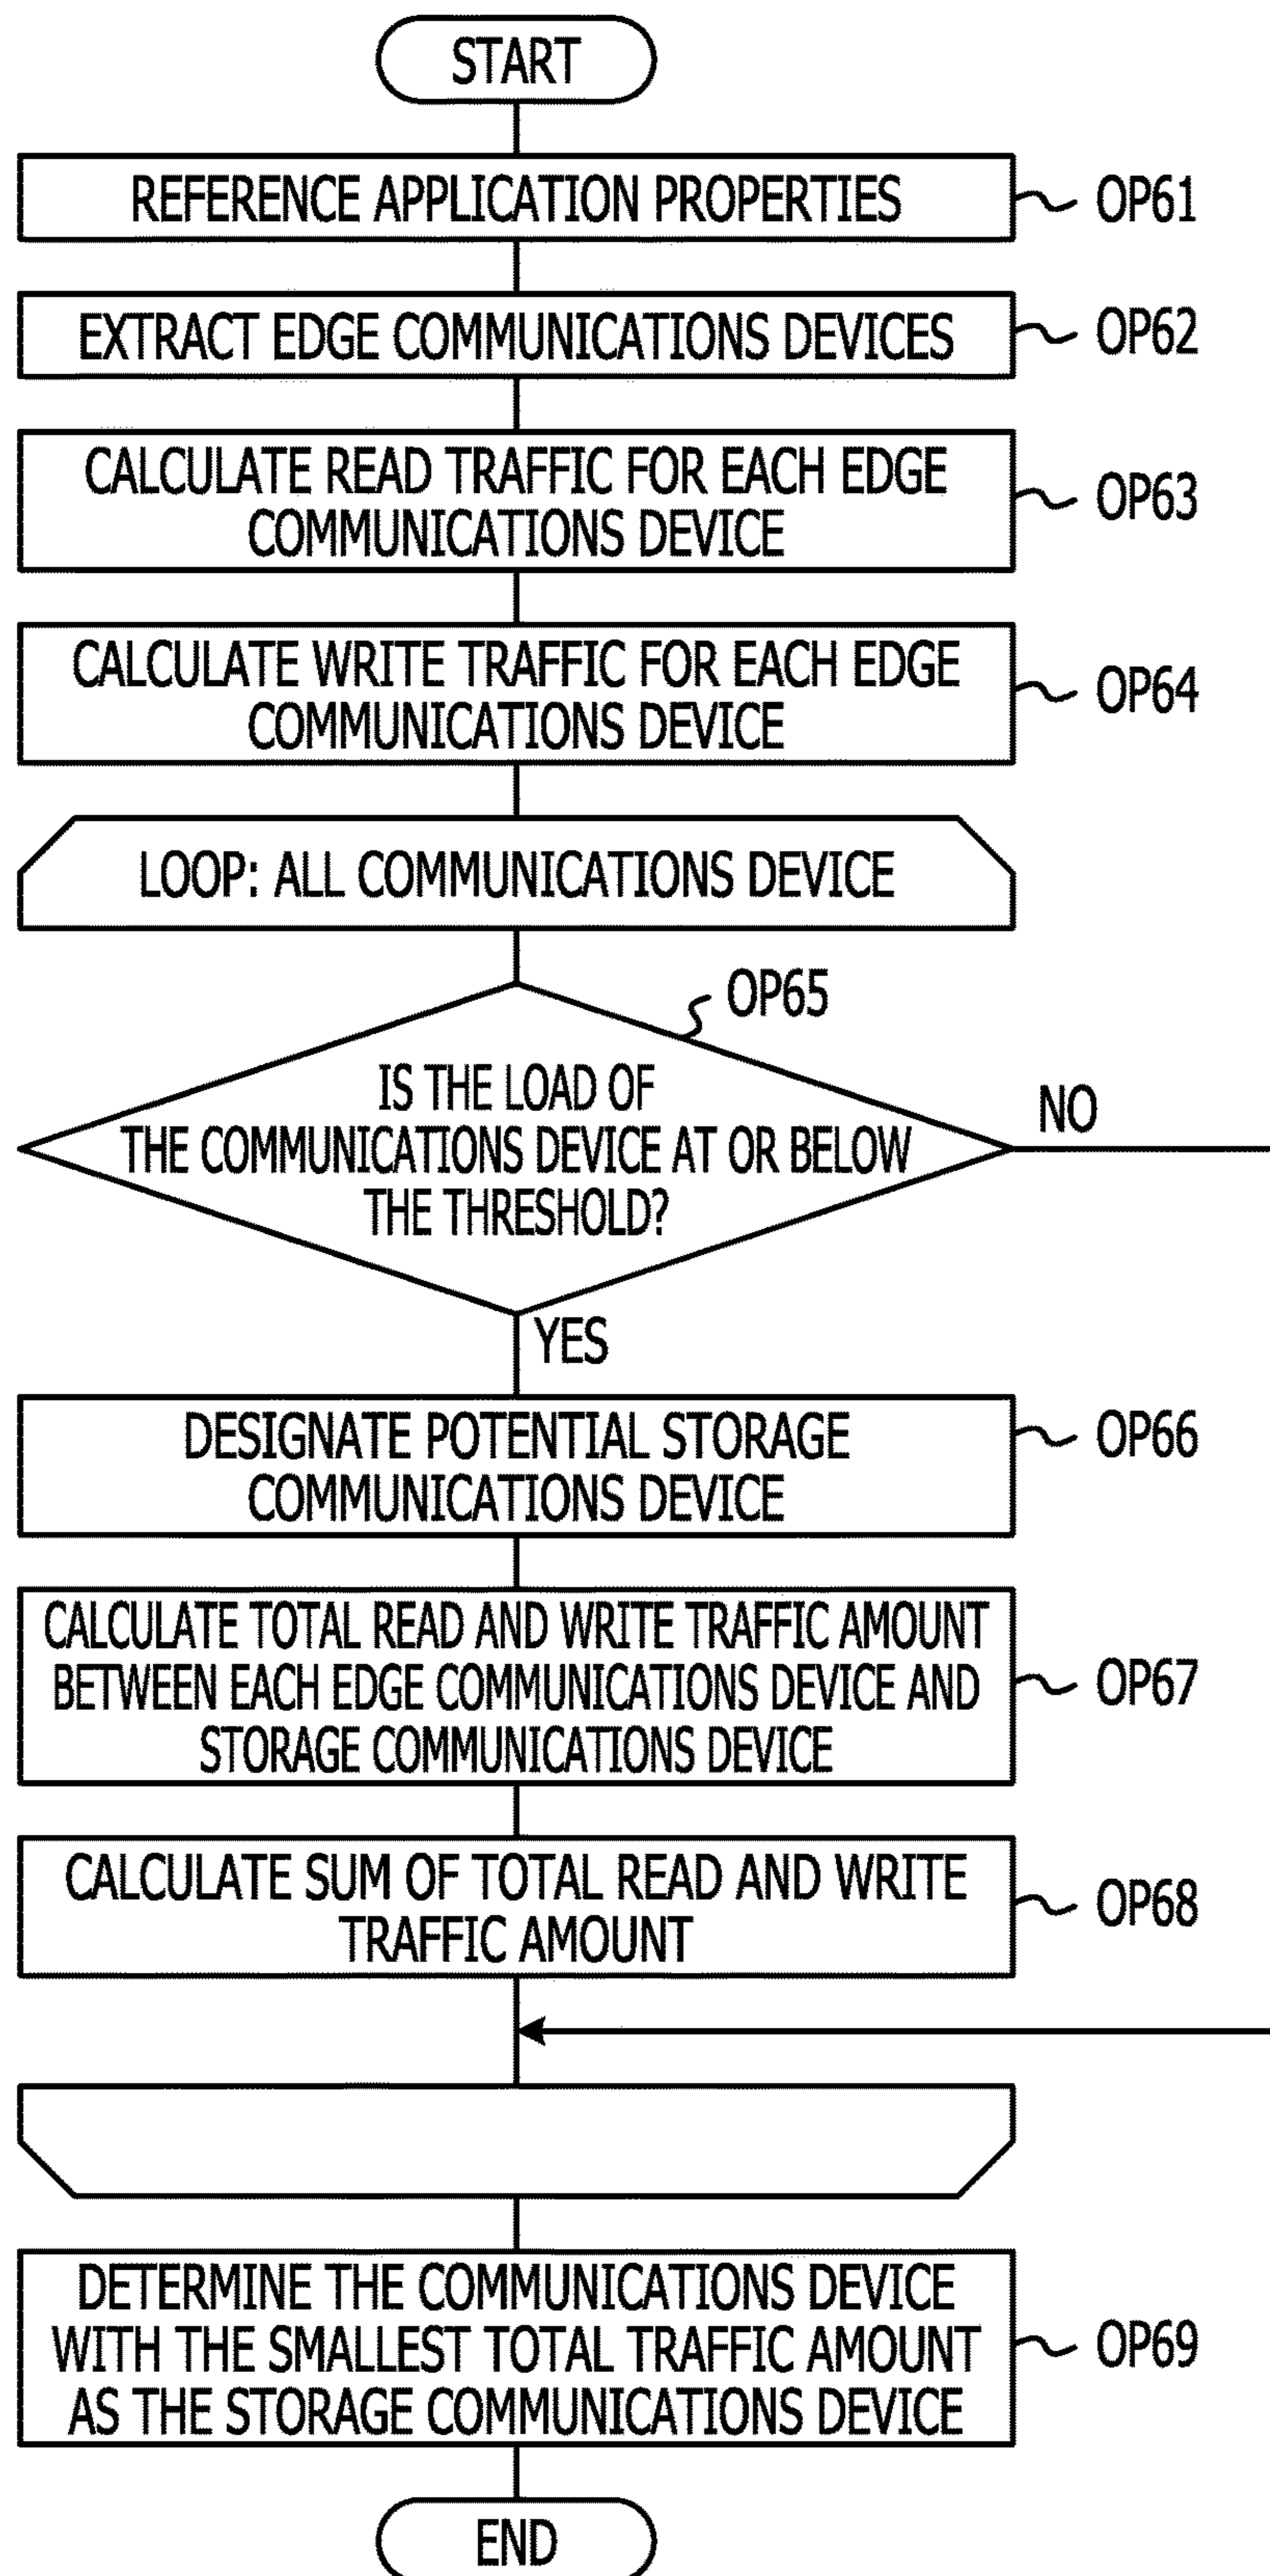 START
REFERENCE APPLICATION PROPERTIES
OP61
EXTRACT EDGE COMMUNICATIONS DEVICES
OP62
CALCULATE READ TRAFFIC FOR EACH EDGE
COMMUNICATIONS DEVICE
OP63
CALCULATE WRITE TRAFFIC FOR EACH EDGE
COMMUNICATIONS DEVICE
OP64
LOOP: ALL COMMUNICATIONS DEVICE
OP65
IS THE LOAD OF
THE COMMUNICATIONS DEVICE AT OR BELOW
THE THRESHOLD?
NO
YES
DESIGNATE POTENTIAL STORAGE
COMMUNICATIONS DEVICE
OP66
CALCULATE TOTAL READ AND WRITE TRAFFIC AMOUNT
BETWEEN EACH EDGE COMMUNICATIONS DEVICE AND
STORAGE COMMUNICATIONS DEVICE
OP67
CALCULATE SUM OF TOTAL READ AND WRITE
TRAFFIC AMOUNT
OP68
DETERMINE THE COMMUNICATIONS DEVICE
WITH THE SMALLEST TOTAL TRAFFIC AMOUNT
AS THE STORAGE COMMUNICATIONS DEVICE
OP69
END